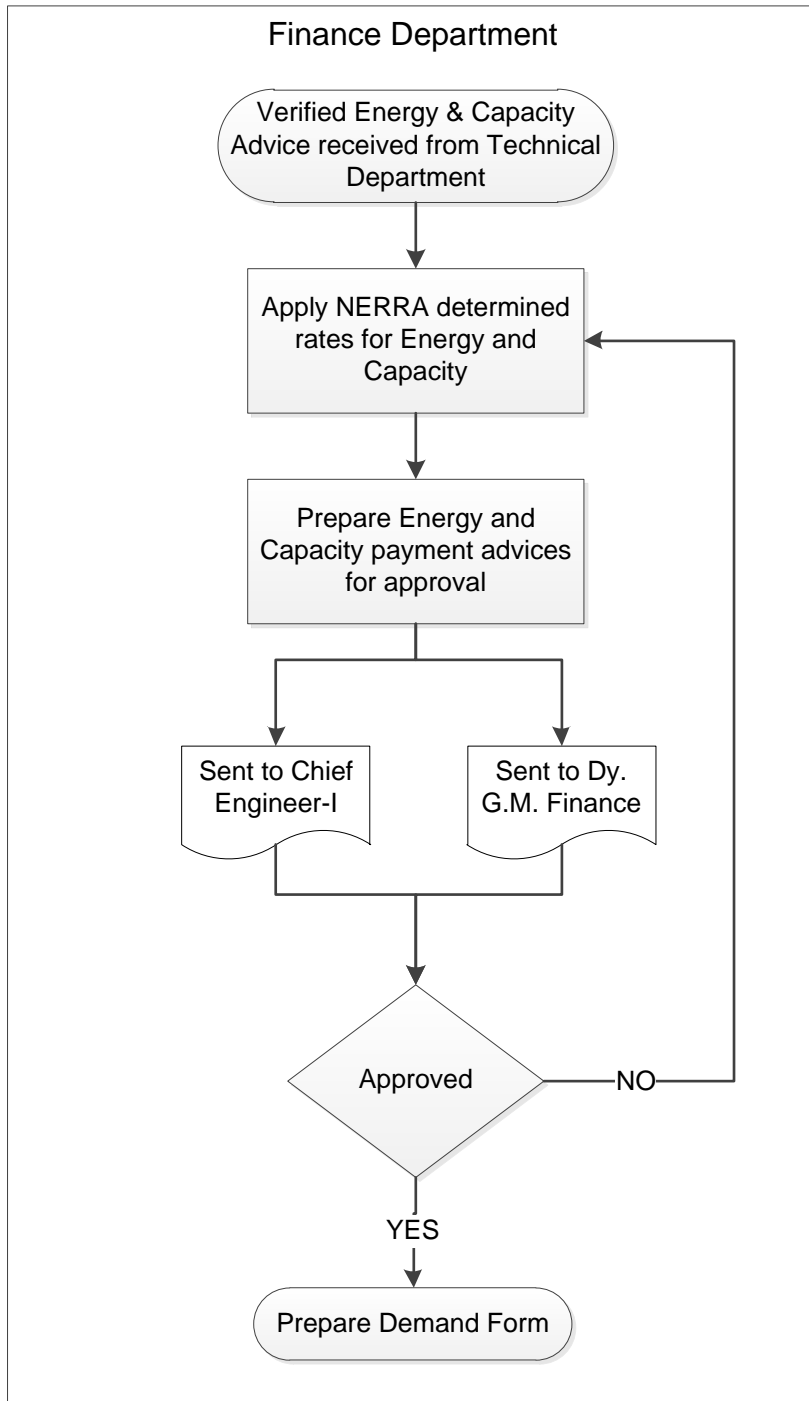 Finance Department
Verified Energy & Capacity
Advice received from Technical
Department
Apply NERRA determined
rates for Energy and
Capacity
Prepare Energy and
Capacity payment advices
for approval
Sent to Chief
Engineer-I
Sent to Dy.
G.M. Finance
Approved
NO
YES
Prepare Demand Form